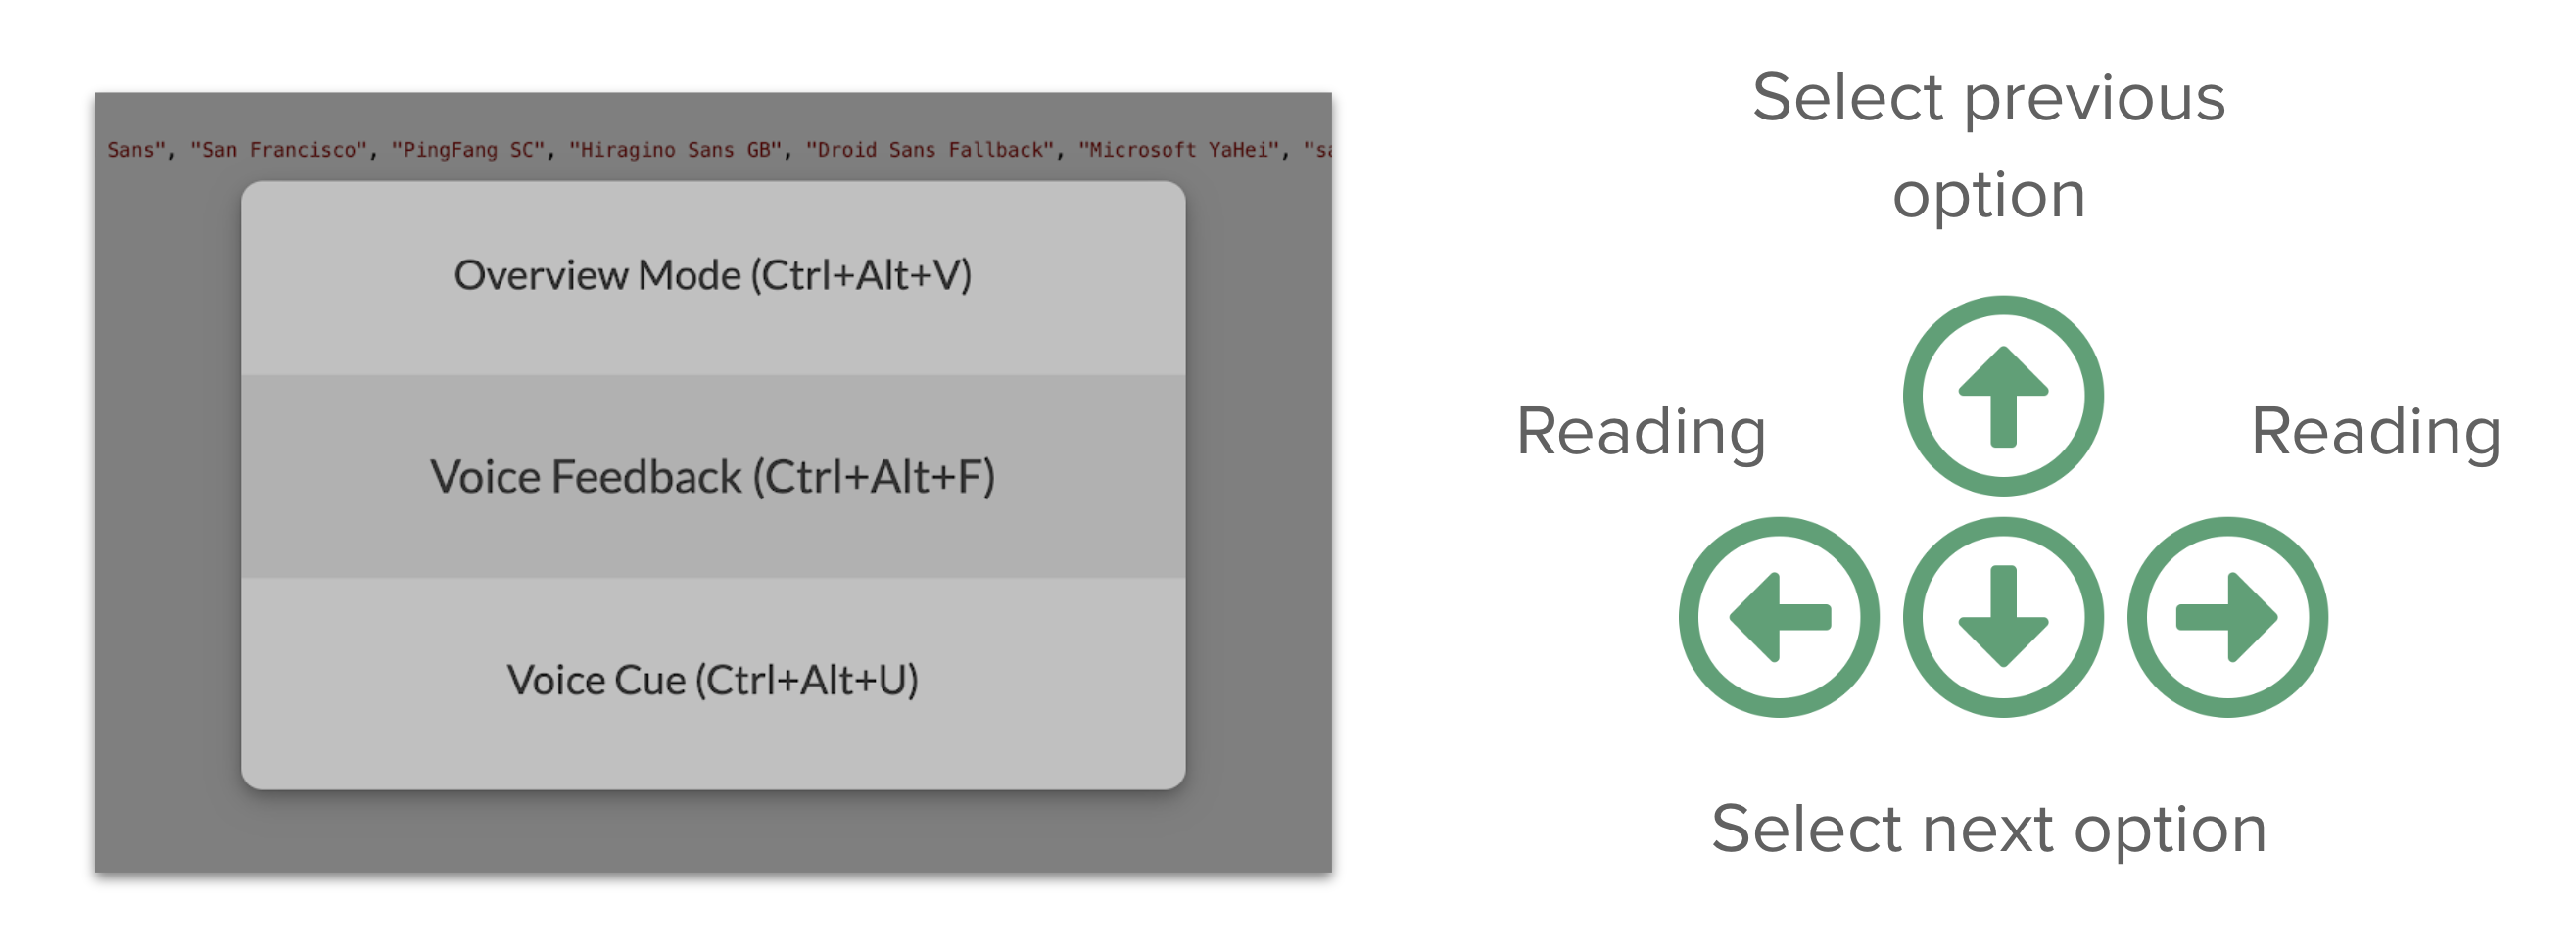 Sans", "San Francisco", "PingFang SC", "Hiragino Sans GB", "Droid Sans Fallback", "Microsoft YaHei",
Overview Mode (Ctrl+Alt+V)
Voice Feedback (Ctrl+Alt+F)
Voice Cue (Ctrl+Alt+U)
Select previous
option
Reading
Reading
Select next option